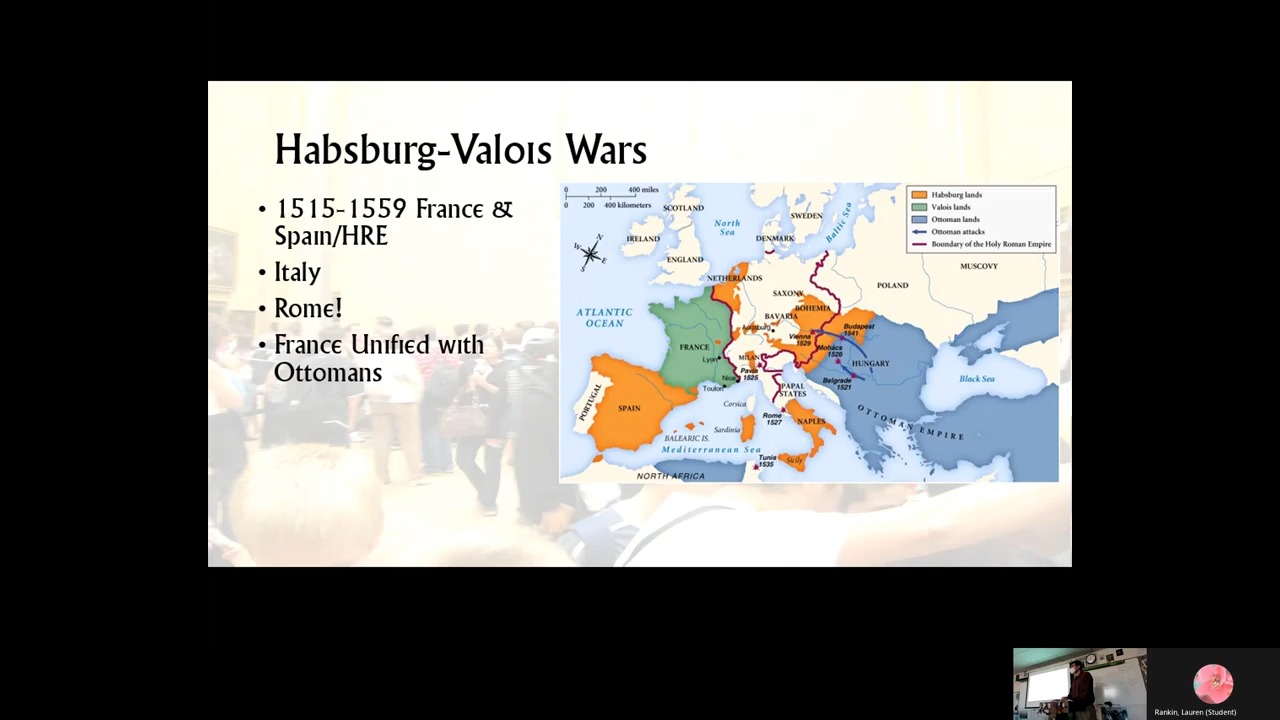 Habsburg-Valois Wars
• 1515-1559 France &
Spain/HRE
• Italy
• Rome!
• France Unified with
Ottomans
0 200 400 miles
0 200 400 kilometers
N
W
E
S
Habsburg lands
Valois lands
Ottoman lands
Ottoman attacks
Boundary of the Holy Roman Empire
SCOTLAND
North
Sea
SWEDEN
Baltic Sea
IRELAND
DENMARK
ENGLAND
MUSCOVY
NETHERLANDS
POLAND
SAXONY
ATLANTIC
OCEAN
BOHEMIA
BAVARIA
Augsburg
Vienna
1529
Budapest
1541
FRANCE
Lyon
MILAN
Mohács
1526
HUNGARY
Pavia
1525
Nice
Toulon
Belgrade
1521
Black Sea
PORTUGAL
SPAIN
Corsica
PAPAL
STATES
Rome
1527
NAPLES
OTTOMAN EMPIRE
Sardinia
BALEARIC IS.
Mediterranean Sea
Tunis
1535
Sicily
NORTH AFRICA
Rankin, Lauren (Student)